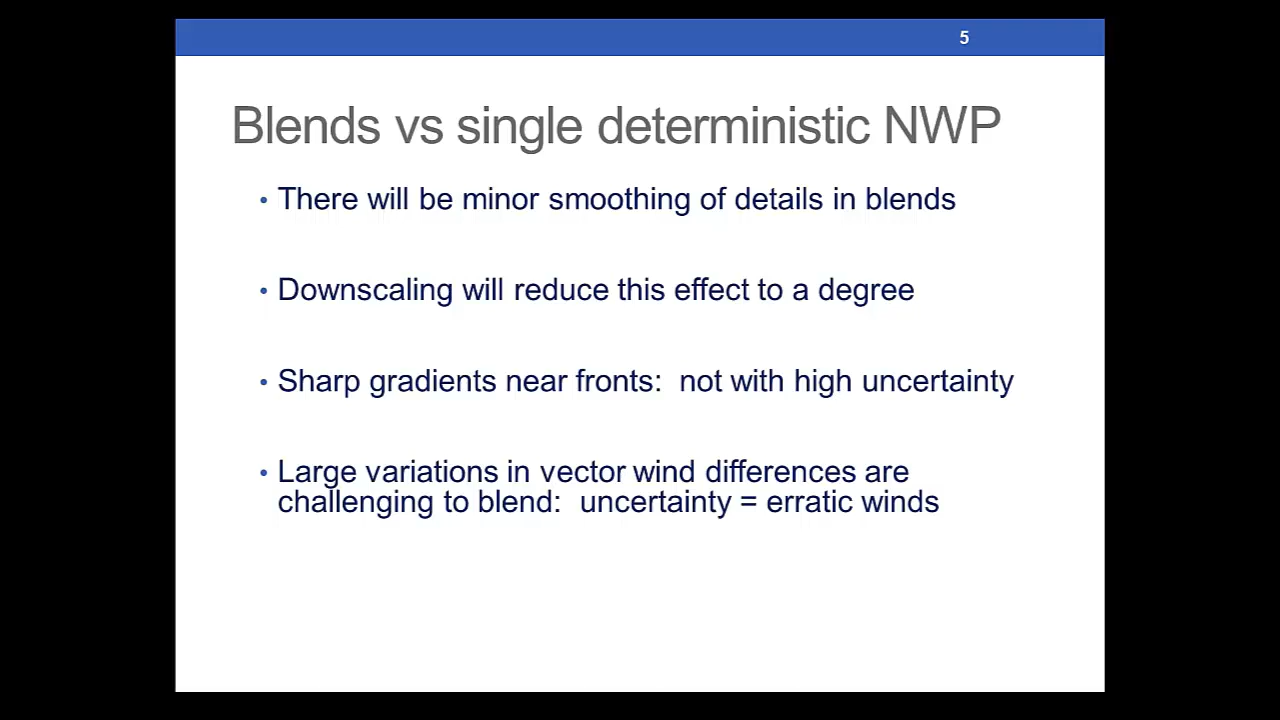 5
Blends vs single deterministic NWP
• There will be minor smoothing of details in blends
• Downscaling will reduce this effect to a degree
• Sharp gradients near fronts:  not with high uncertainty
• Large variations in vector wind differences are
challenging to blend:  uncertainty = erratic winds